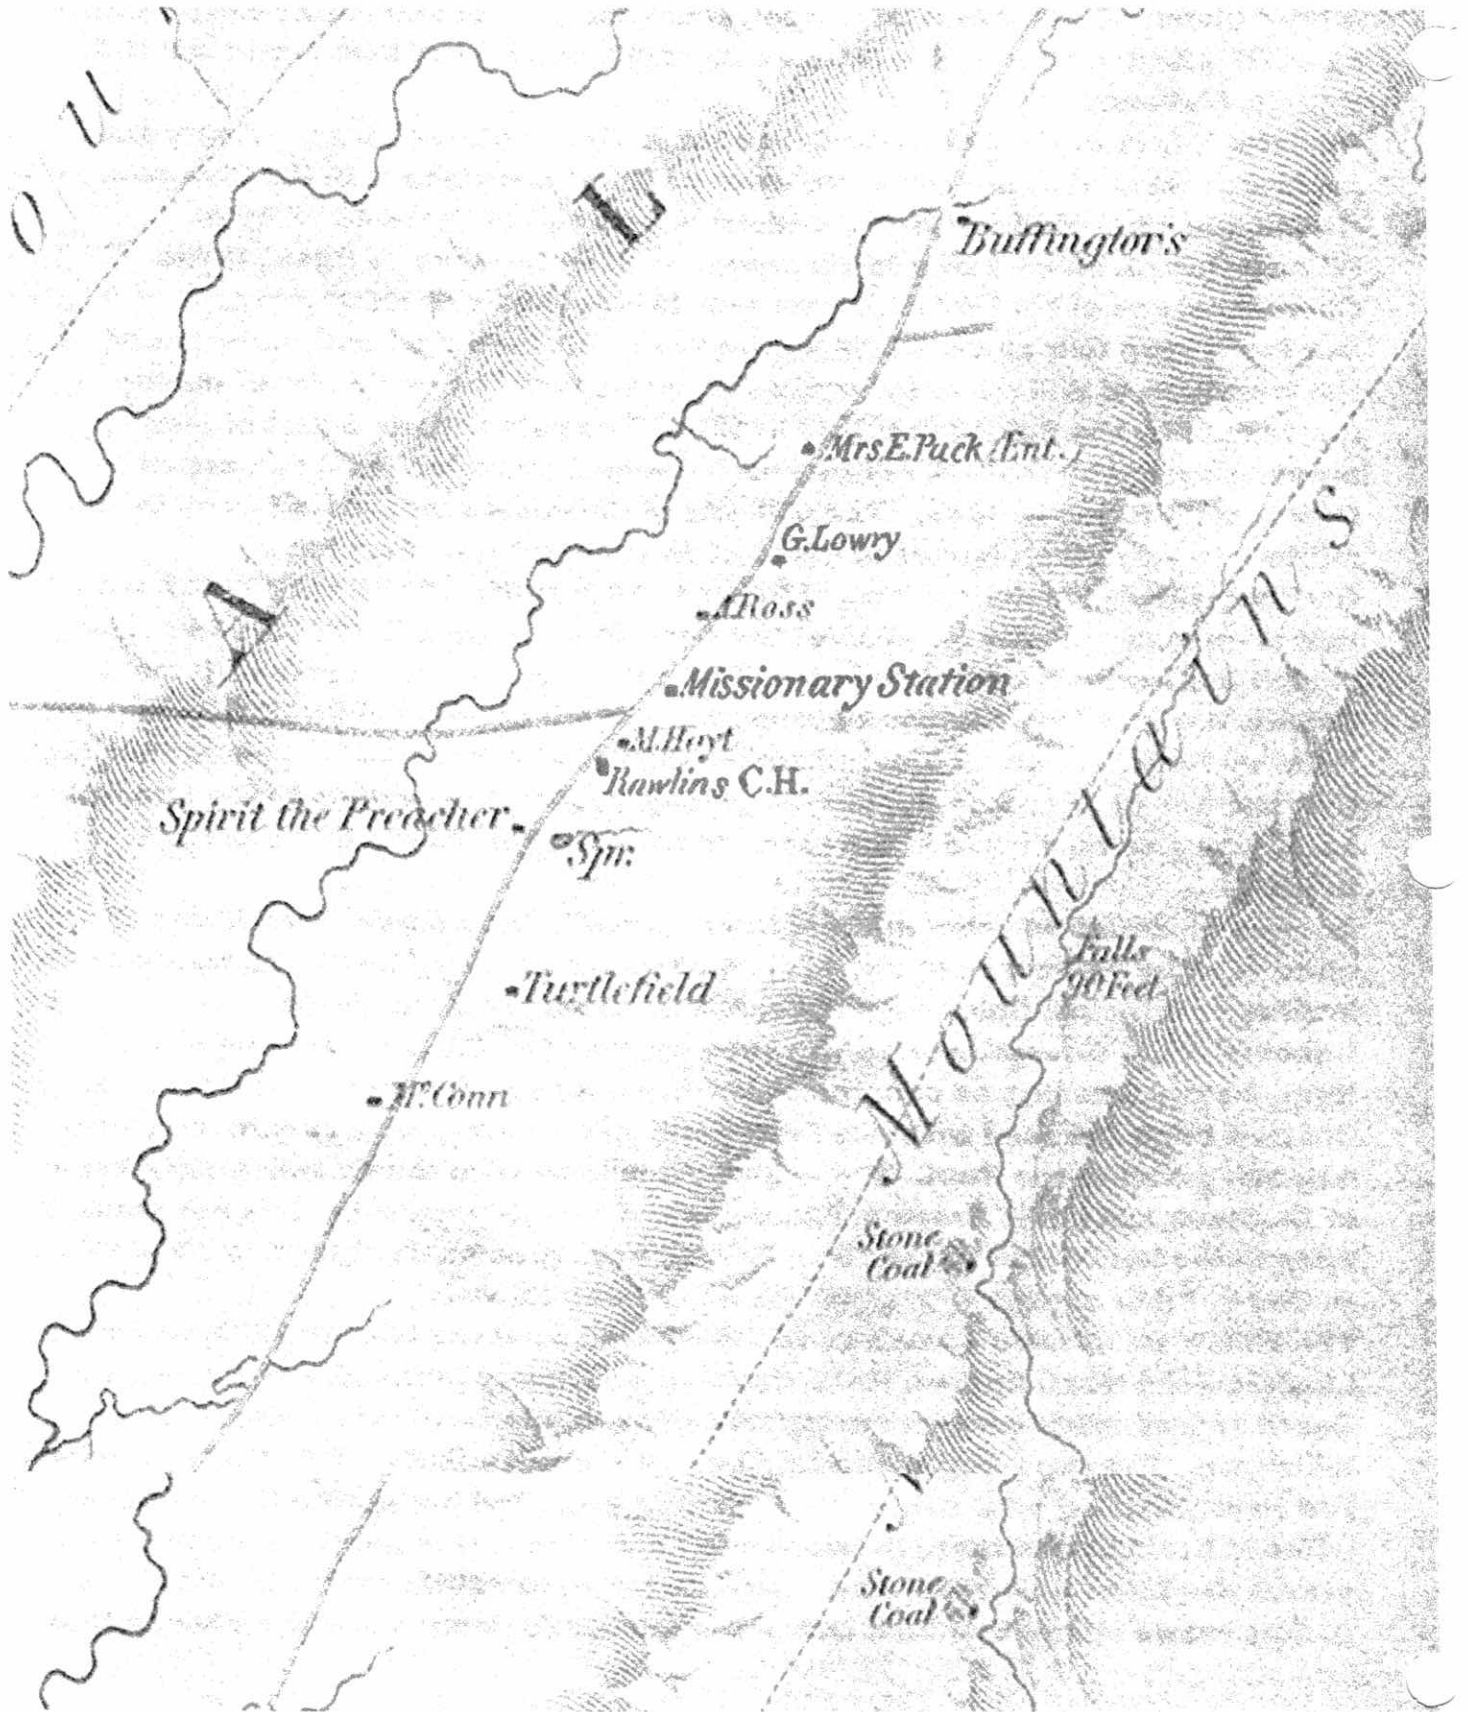 o u
A L
Buffington's
Mrs E. Pack (Ent.)
G. Lowry
Ross
Missionary Station
M. Hoyt
Rawlins C.H.
Spirit the Preacher
Spr.
Turtlefield
Conn
Mountains
Falls
90 Feet
Stone
Coal
Stone
Coal